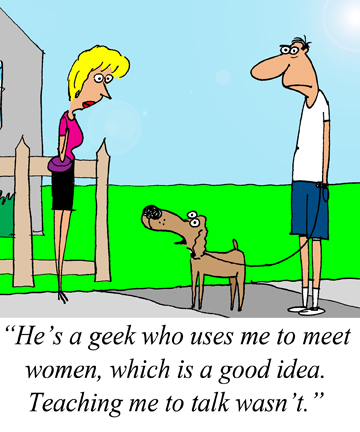 “He’s a geek who uses me to meet
women, which is a good idea.
Teaching me to talk wasn’t.”